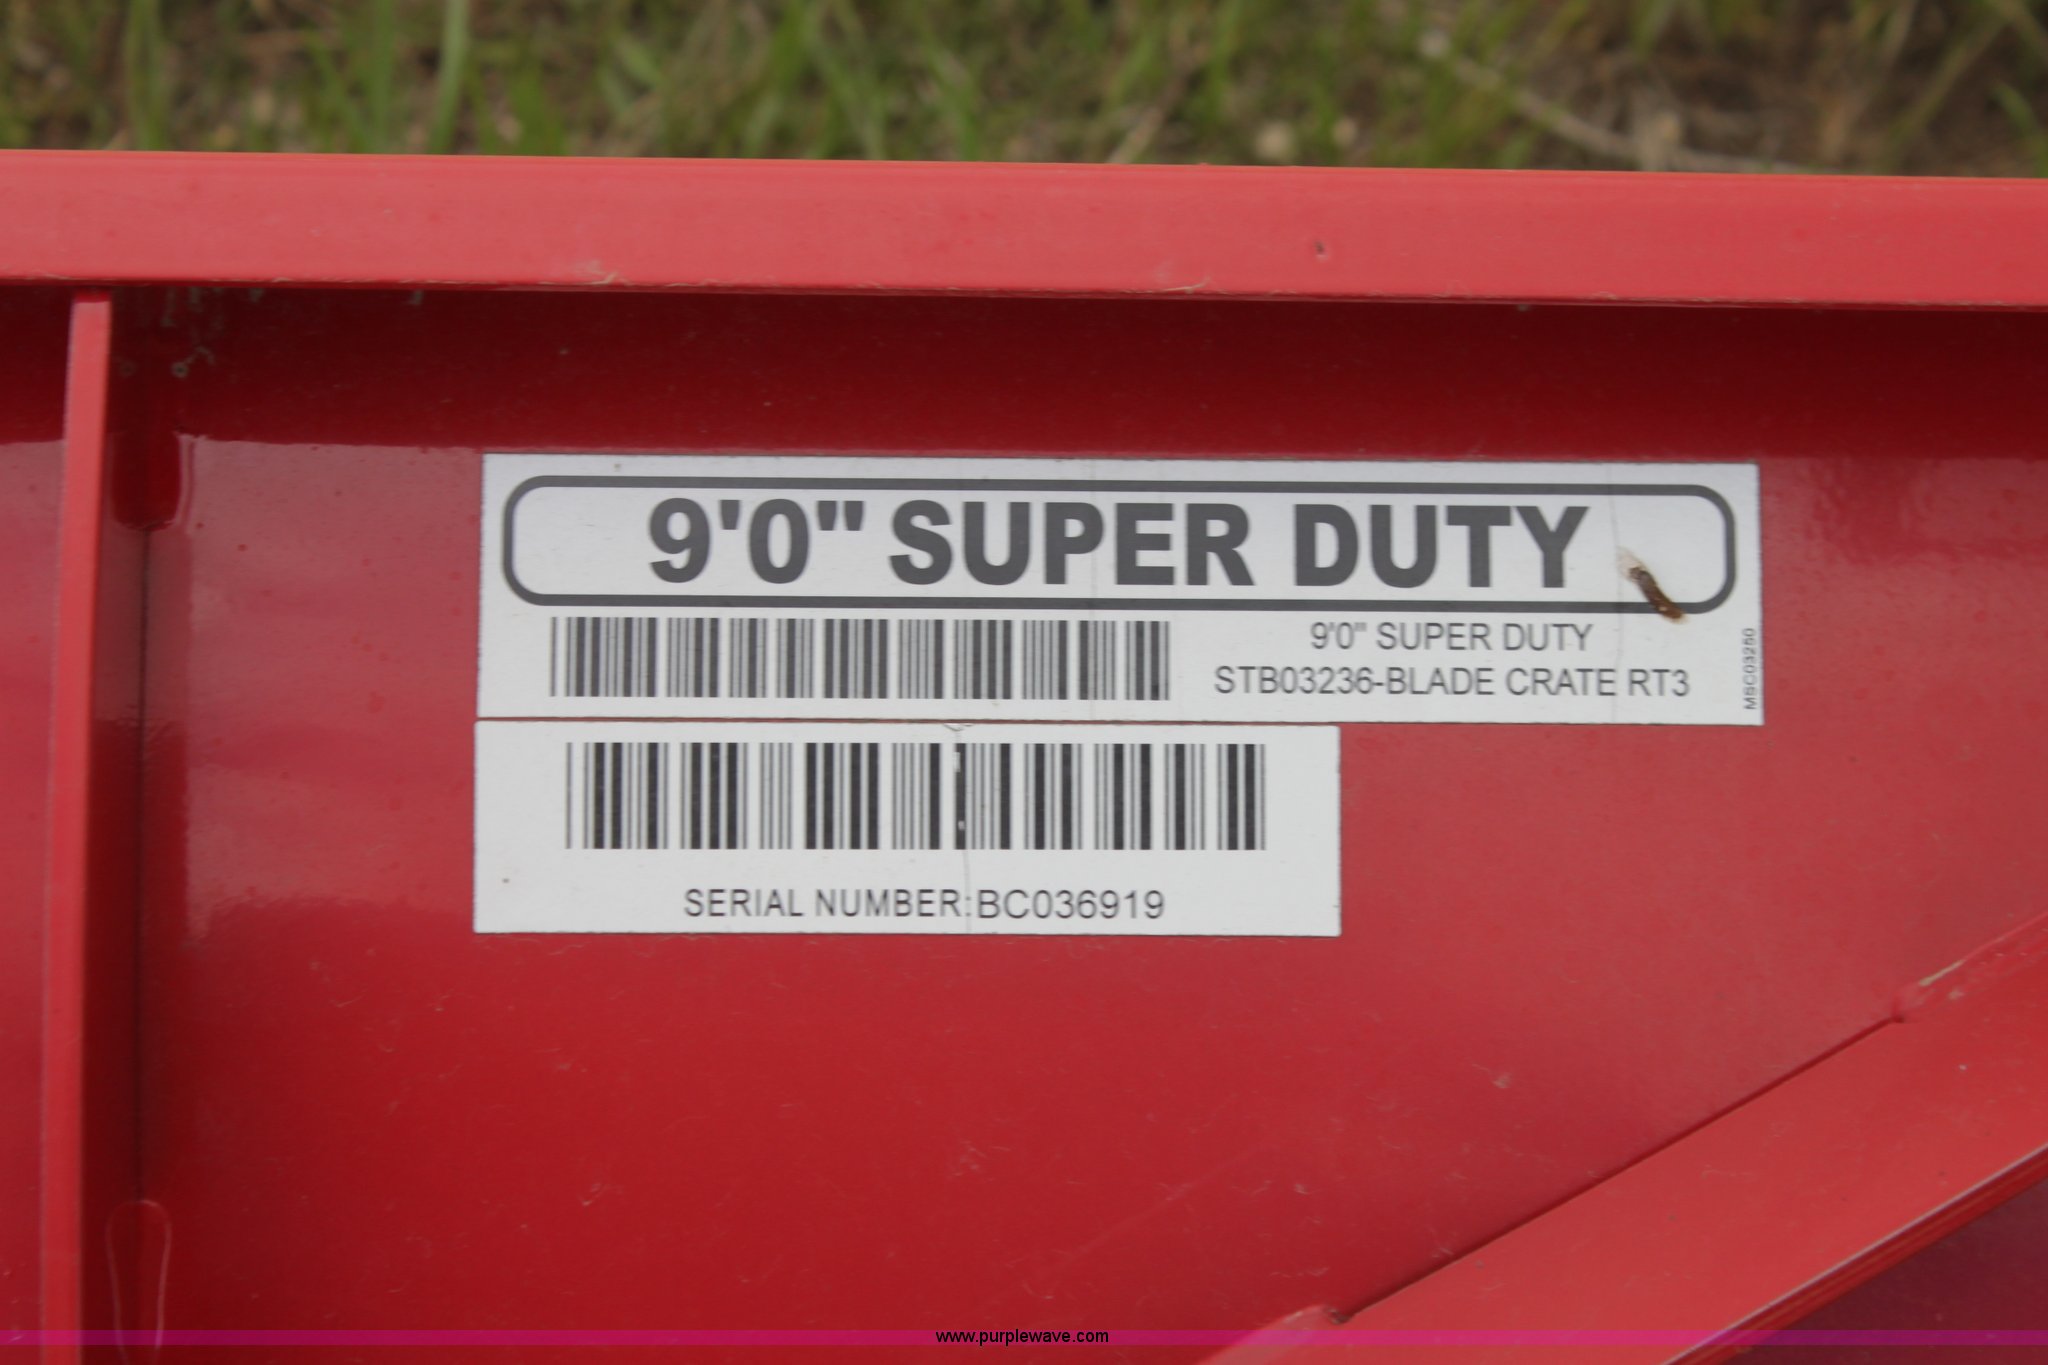 9'0" SUPER DUTY
9'0" SUPER DUTY
STB03236-BLADE CRATE RT3
MSC03250
SERIAL NUMBER: BC036919
www.purplewave.com